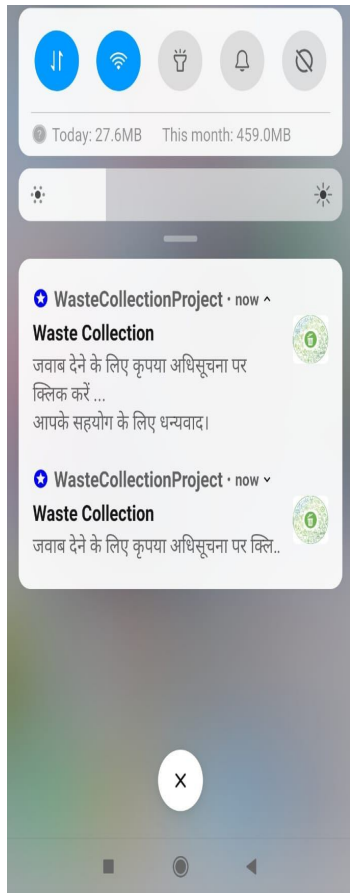 Today: 27.6MB This month: 459.0MB
WasteCollectionProject · now
Waste Collection
जवाब देने के लिए कृपया अधिसूचना पर
क्लिक करें ...
आपके सहयोग के लिए धन्यवाद।
WasteCollectionProject · now
Waste Collection
जवाब देने के लिए कृपया अधिसूचना पर क्लि..